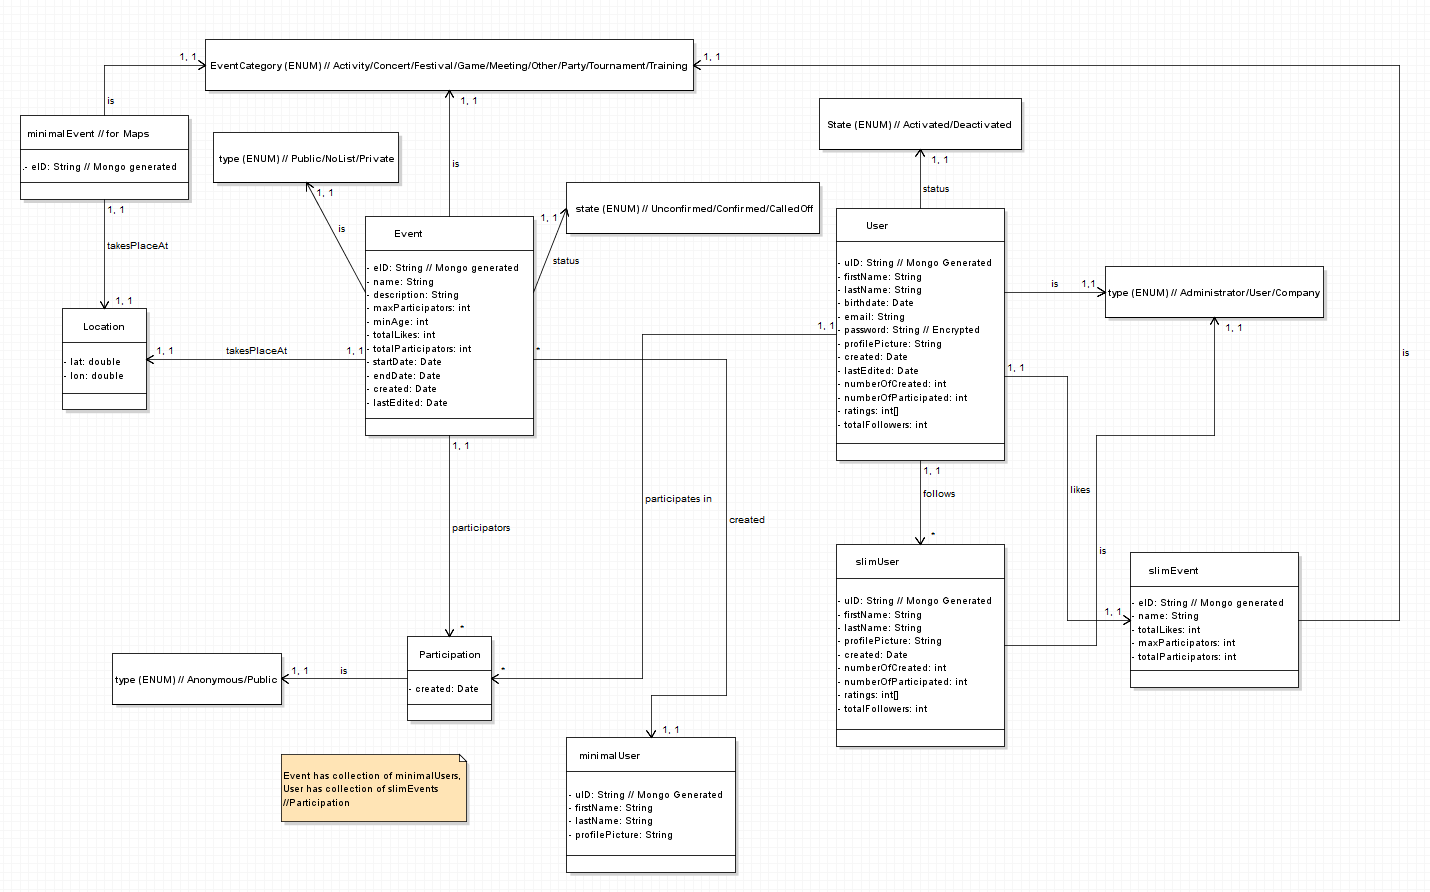 1, 1
EventCategory (ENUM) // Activity/Concert/Festival/Game/Meeting/Other/Party/Tournament/Training
1, 1
is
1, 1
minimalEvent // for Maps
.- eID: String // Mongo generated
1, 1
takesPlaceAt
1, 1
type (ENUM) // Public/NoList/Private
1, 1
is
is
State (ENUM) // Activated/Deactivated
1, 1
status
state (ENUM) // Unconfirmed/Confirmed/CalledOff
1, 1
status
Event
- eID: String // Mongo generated
- name: String
- description: String
- maxParticipators: int
- minAge: int
- totalLikes: int
- totalParticipators: int
- startDate: Date
- endDate: Date
- created: Date
- lastEdited: Date
User
- uID: String // Mongo Generated
- firstName: String
- lastName: String
- birthdate: Date
- email: String
- password: String // Encrypted
- profilePicture: String
- created: Date
- lastEdited: Date
- numberOfCreated: int
- numberOfParticipated: int
- ratings: int[]
- totalFollowers: int
is
1,1
type (ENUM) // Administrator/User/Company
1, 1
Location
- lat: double
- lon: double
1, 1
takesPlaceAt
1, 1
*
1, 1
1, 1
is
1, 1
participators
*
participates in
created
1, 1
follows
*
likes
is
slimUser
- uID: String // Mongo Generated
- firstName: String
- lastName: String
- profilePicture: String
- created: Date
- numberOfCreated: int
- numberOfParticipated: int
- ratings: int[]
- totalFollowers: int
1, 1
slimEvent
- eID: String // Mongo generated
- name: String
- totalLikes: int
- maxParticipators: int
- totalParticipators: int
type (ENUM) // Anonymous/Public
1, 1
is
Participation
- created: Date
*
1, 1
minimalUser
- uID: String // Mongo Generated
- firstName: String
- lastName: String
- profilePicture: String
Event has collection of minimalUsers,
User has collection of slimEvents
//Participation